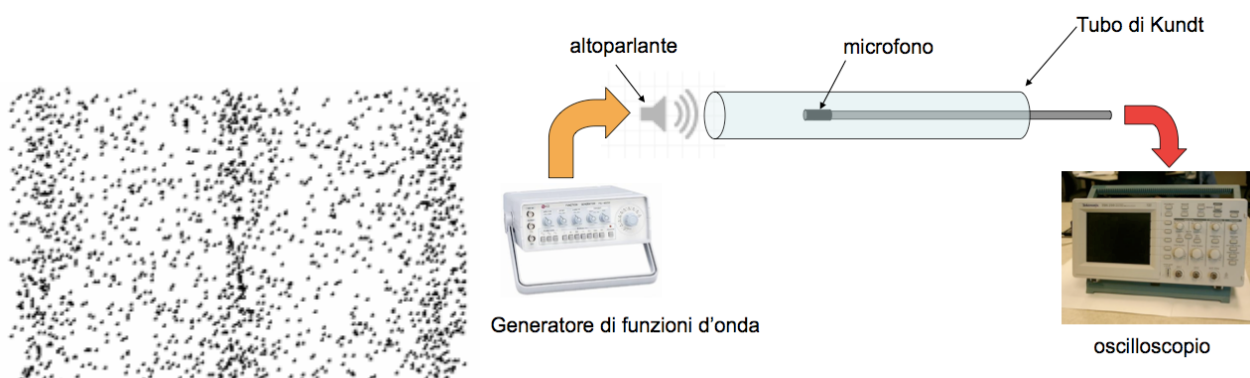 Tubo di Kundt
altoparlante
microfono
Generatore di funzioni d'onda
oscilloscopio